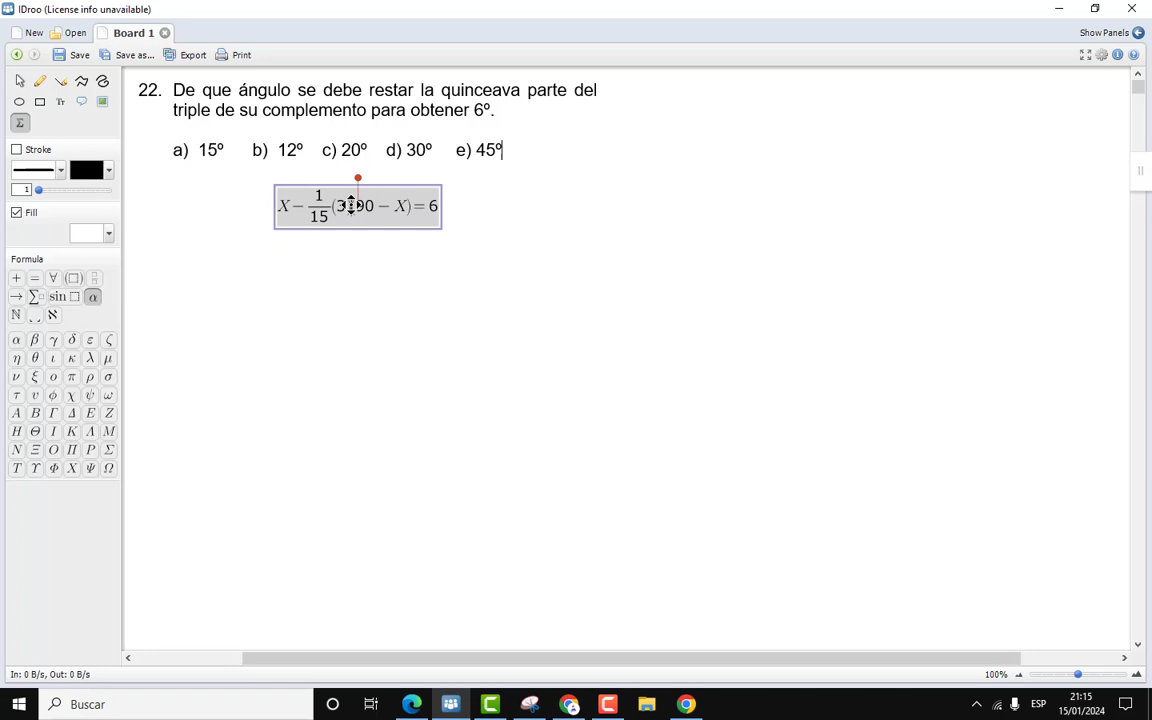 IDroo (License info unavailable)
New Open Board 1 Show Panels
Save Save as... Export Print
Tr
Σ
Stroke
1
Fill
Formula
+ = ∀ (□)
→ Σ□ sin □ α
ℕ ℵ
α β γ δ ε ζ
η θ ι κ λ μ
ν ξ ο π ρ σ
τ υ ϕ χ ψ ω
Α Β Γ Δ Ε Ζ
Η Θ Ι Κ Λ Μ
Ν Ξ Ο Π Ρ Σ
Τ Υ Φ Χ Ψ Ω
22. De que ángulo se debe restar la quinceava parte del
triple de su complemento para obtener 6º.
a) 15º b) 12º c) 20º d) 30º e) 45º
X − 1/15 (3 90 − X) = 6
In: 0 B/s, Out: 0 B/s 100%
Buscar ESP 21:15
15/01/2024